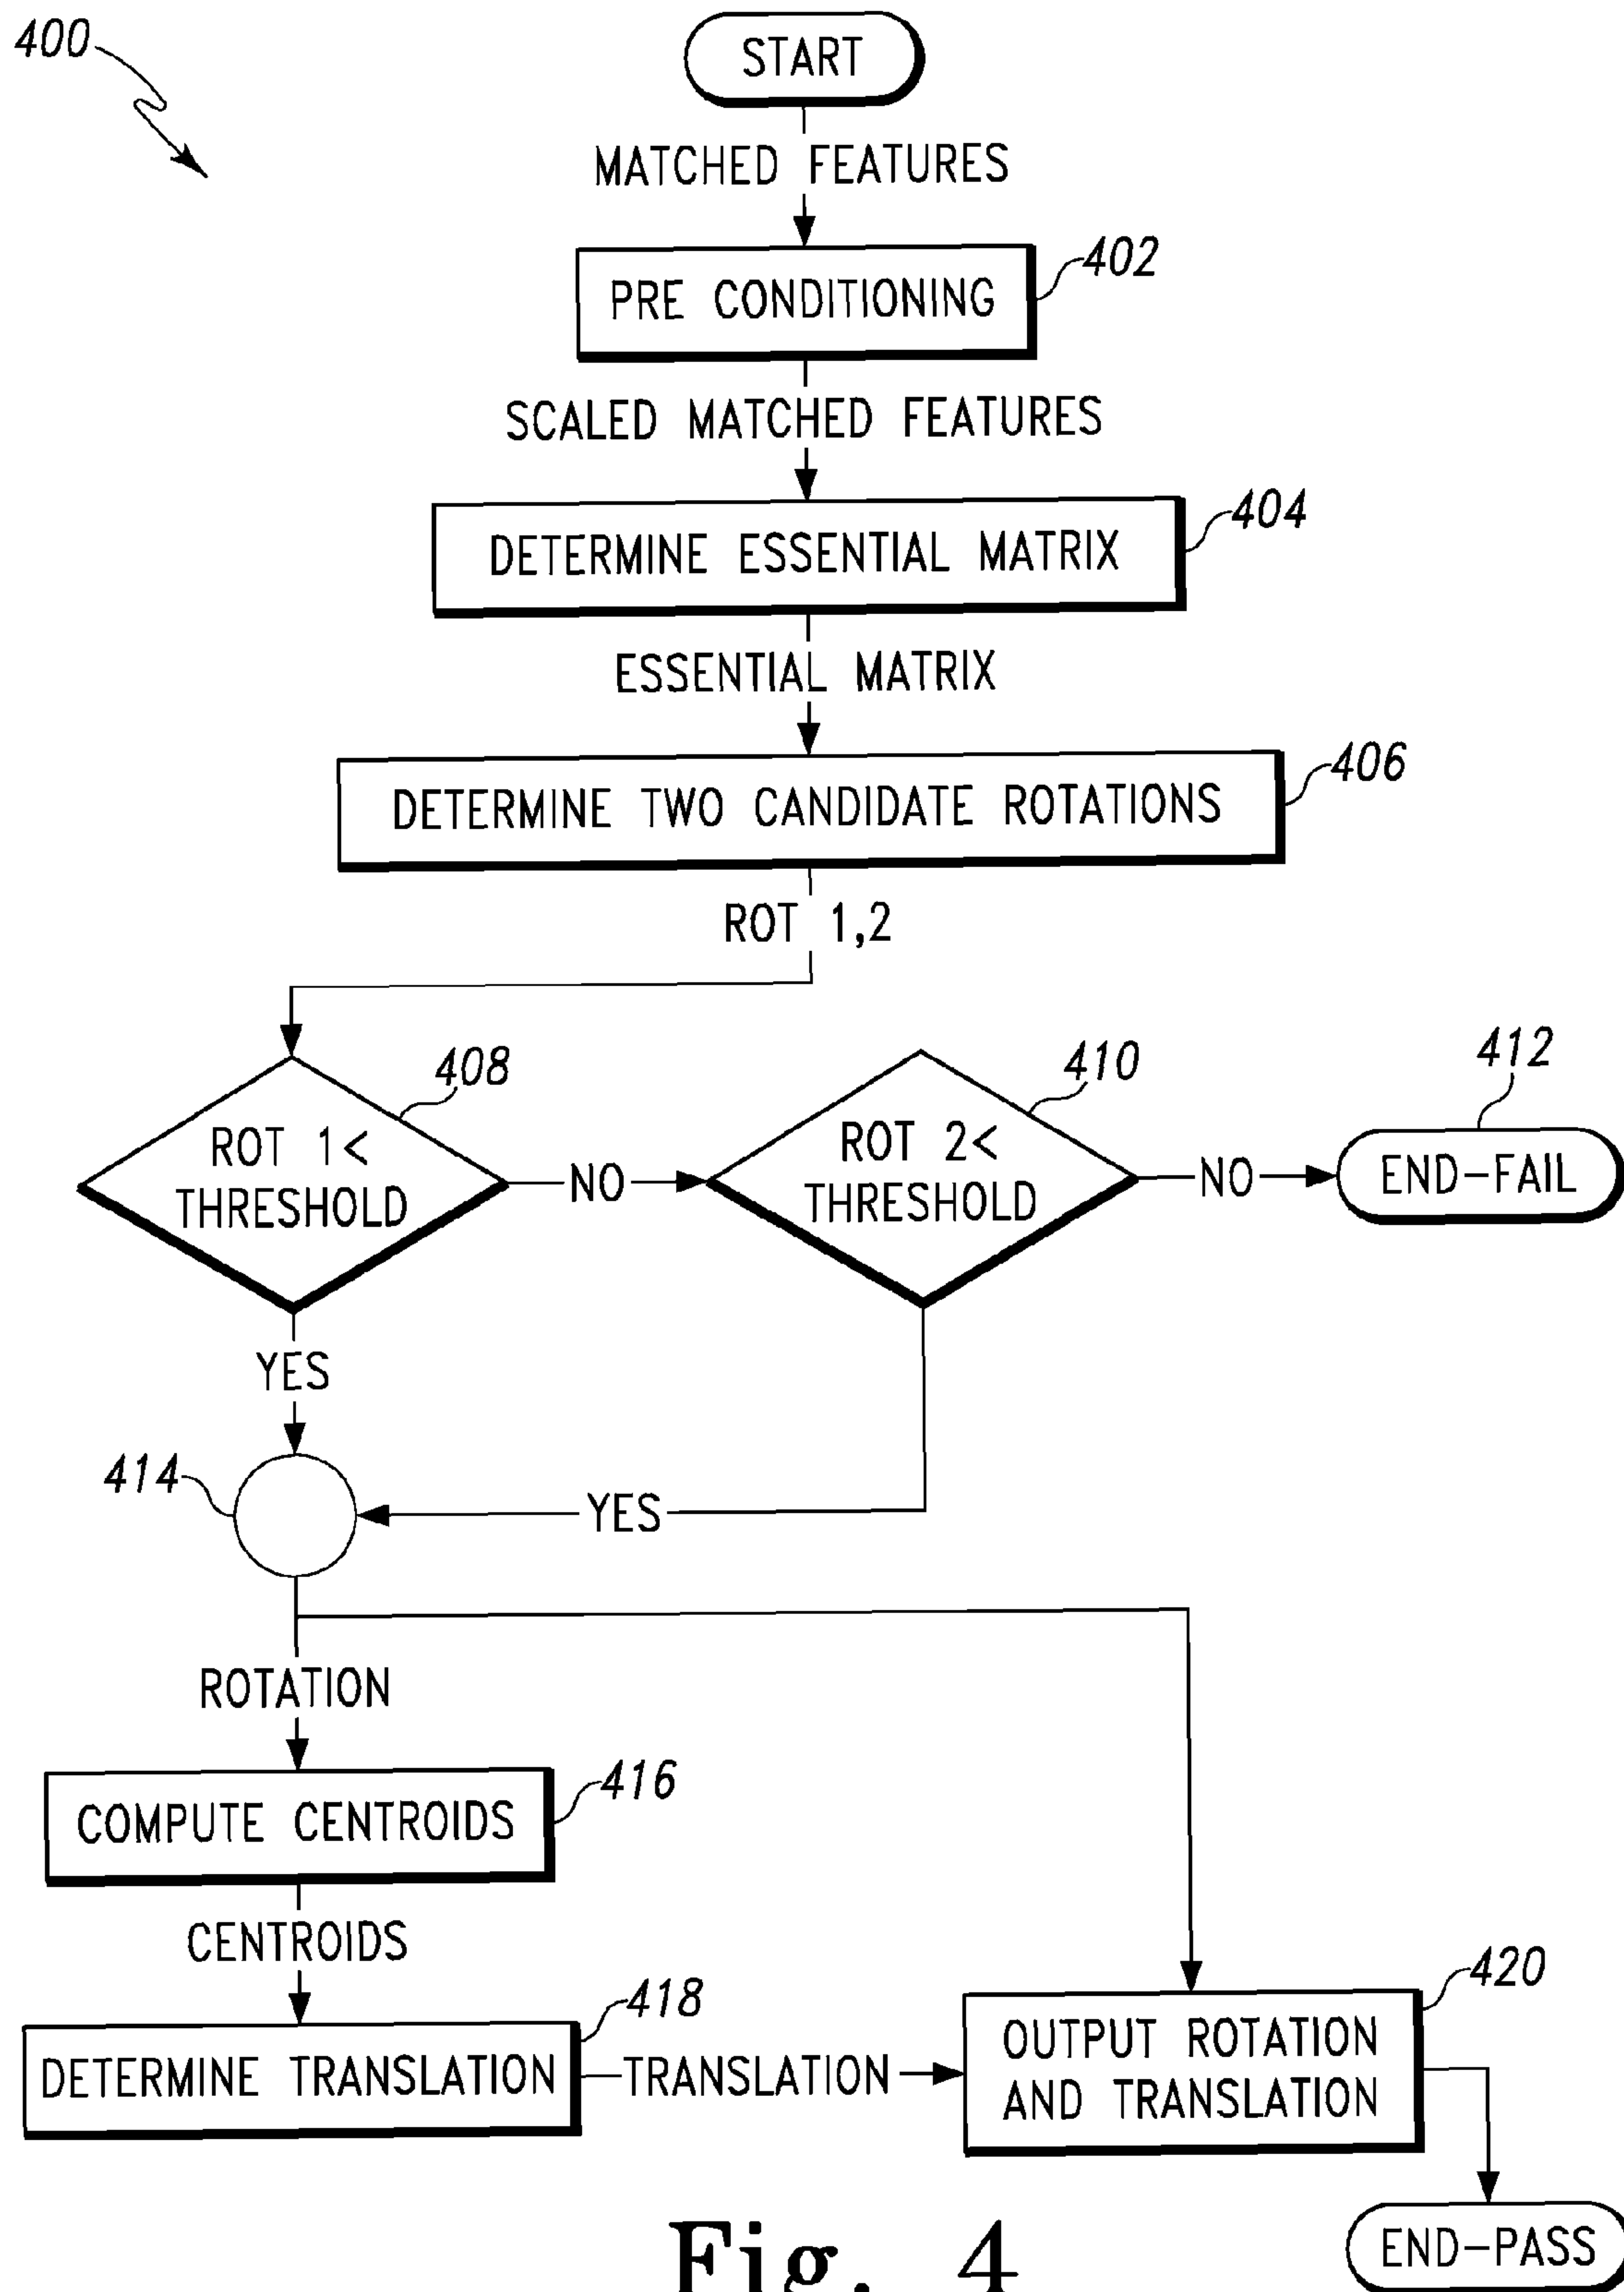 400
START
MATCHED FEATURES
402
PRE CONDITIONING
SCALED MATCHED FEATURES
404
DETERMINE ESSENTIAL MATRIX
ESSENTIAL MATRIX
406
DETERMINE TWO CANDIDATE ROTATIONS
ROT 1,2
408
ROT 1<
THRESHOLD
NO
410
ROT 2<
THRESHOLD
NO
412
END-FAIL
YES
414
YES
ROTATION
416
COMPUTE CENTROIDS
CENTROIDS
418
DETERMINE TRANSLATION
TRANSLATION
420
OUTPUT ROTATION
AND TRANSLATION
END-PASS
Fig. 4